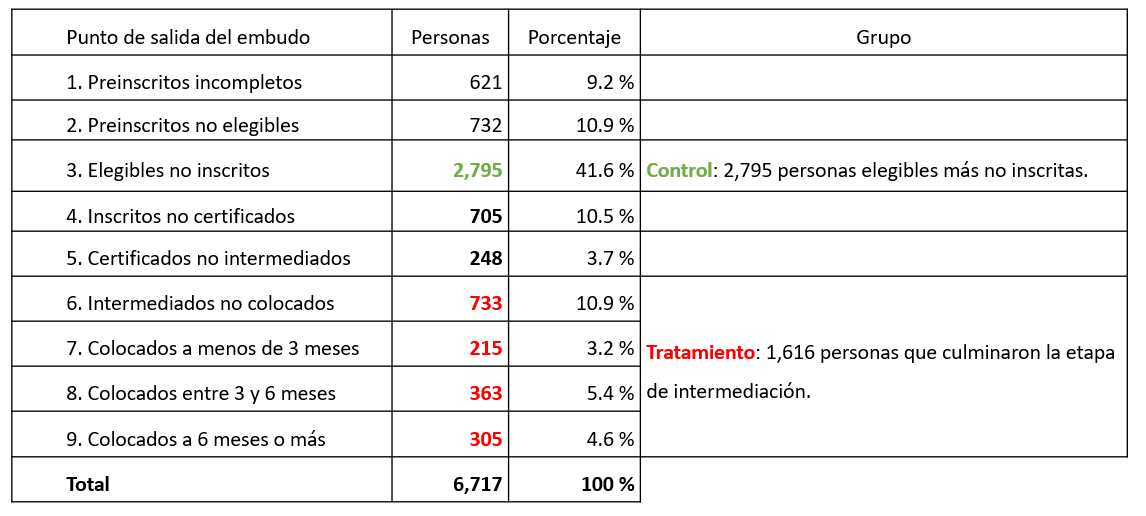 Punto de salida del embudo Personas Porcentaje Grupo
1. Preinscritos incompletos 621 9.2 %
2. Preinscritos no elegibles 732 10.9 %
3. Elegibles no inscritos 2,795 41.6 % Control: 2,795 personas elegibles más no inscritas.
4. Inscritos no certificados 705 10.5 %
5. Certificados no intermediados 248 3.7 %
6. Intermediados no colocados 733 10.9 %
7. Colocados a menos de 3 meses 215 3.2 %
Tratamiento: 1,616 personas que culminaron la etapa
de intermediación.
8. Colocados entre 3 y 6 meses 363 5.4 %
9. Colocados a 6 meses o más 305 4.6 %
Total 6,717 100 %